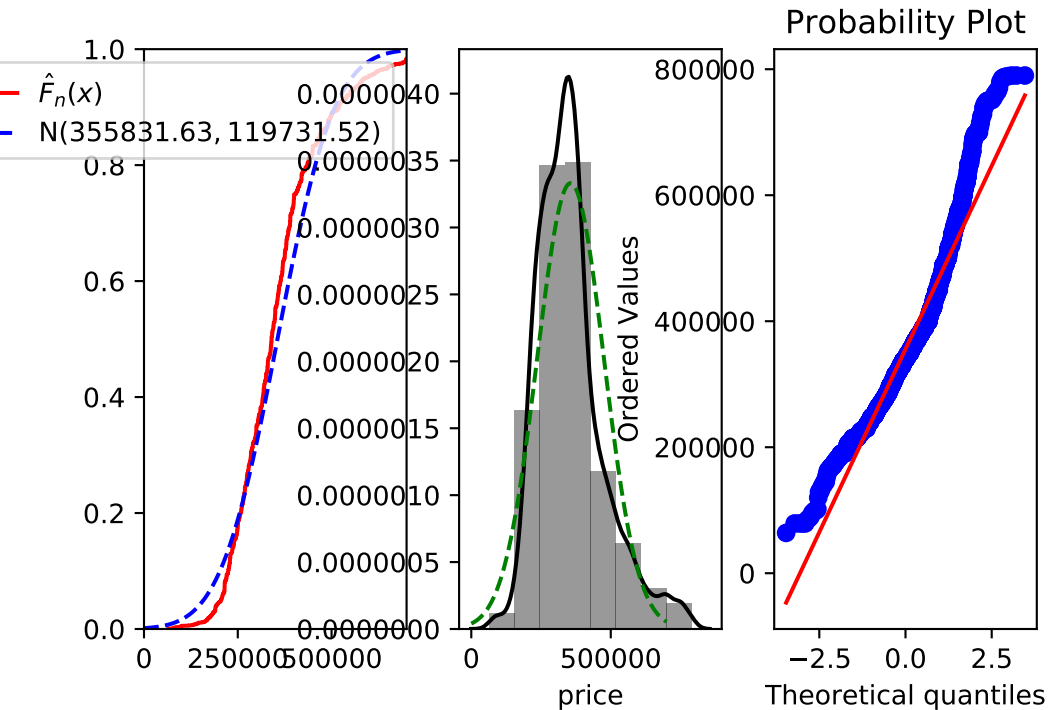 1.0
0.8
0.6
0.4
0.2
0.0
F̂ₙ(x)
N(355831.63, 119731.52)
0 250000 500000
0.0000040
0.0000035
0.0000030
0.0000025
0.0000020
0.0000015
0.0000010
0.0000005
0.0000000
0 500000
price
Probability Plot
800000
600000
400000
200000
0
Ordered Values
−2.5 0.0 2.5
Theoretical quantiles